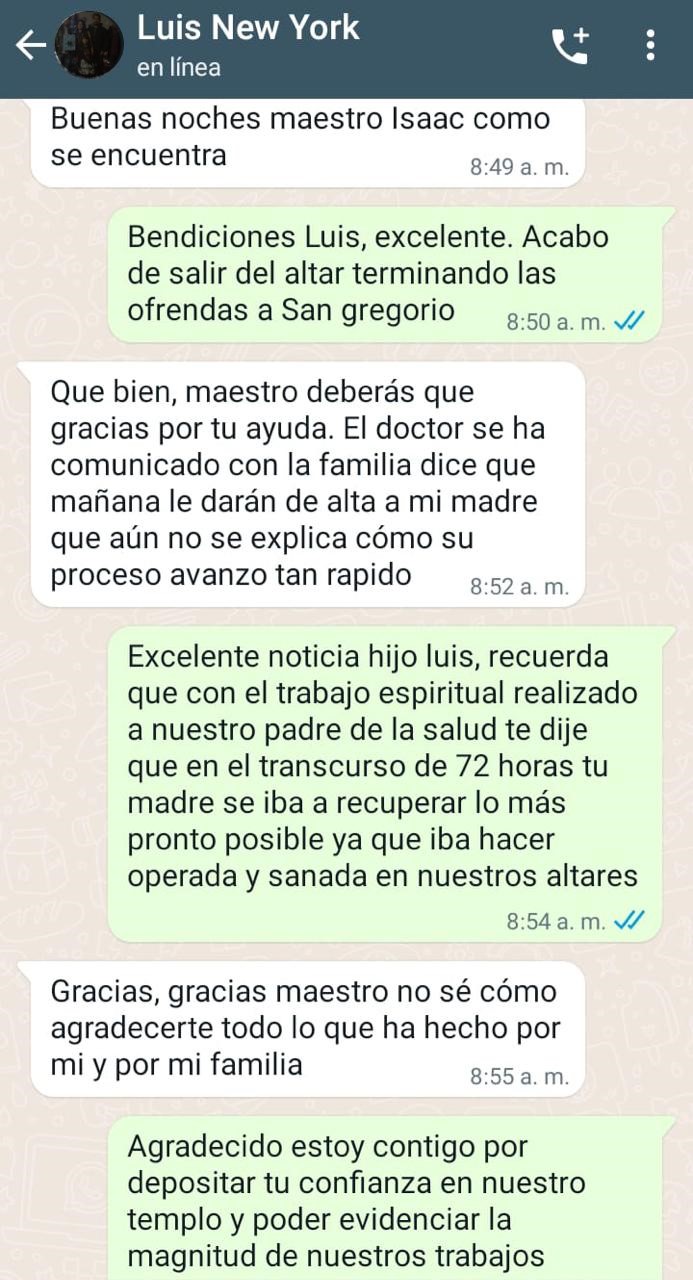 Luis New York
en línea
Buenas noches maestro Isaac como
se encuentra
8:49 a. m.
Bendiciones Luis, excelente. Acabo
de salir del altar terminando las
ofrendas a San gregorio
8:50 a. m.
Que bien, maestro deberás que
gracias por tu ayuda. El doctor se ha
comunicado con la familia dice que
mañana le darán de alta a mi madre
que aún no se explica cómo su
proceso avanzo tan rapido
8:52 a. m.
Excelente noticia hijo luis, recuerda
que con el trabajo espiritual realizado
a nuestro padre de la salud te dije
que en el transcurso de 72 horas tu
madre se iba a recuperar lo más
pronto posible ya que iba hacer
operada y sanada en nuestros altares
8:54 a. m.
Gracias, gracias maestro no sé cómo
agradecerte todo lo que ha hecho por
mi y por mi familia
8:55 a. m.
Agradecido estoy contigo por
depositar tu confianza en nuestro
templo y poder evidenciar la
magnitud de nuestros trabajos